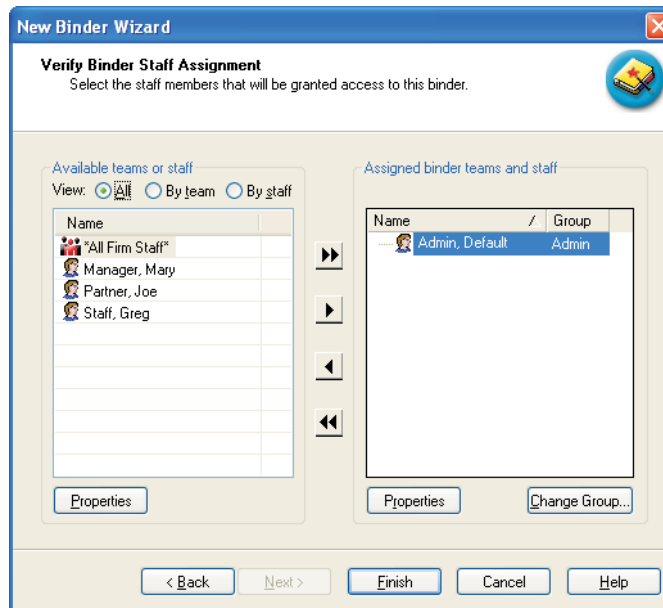 New Binder Wizard
Verify Binder Staff Assignment
Select the staff members that will be granted access to this binder.
Available teams or staff
View: All By team By staff
Name
*All Firm Staff*
Manager, Mary
Partner, Joe
Staff, Greg
Properties
Assigned binder teams and staff
Name Group
Admin, Default Admin
Properties Change Group...
< Back Next > Finish Cancel Help